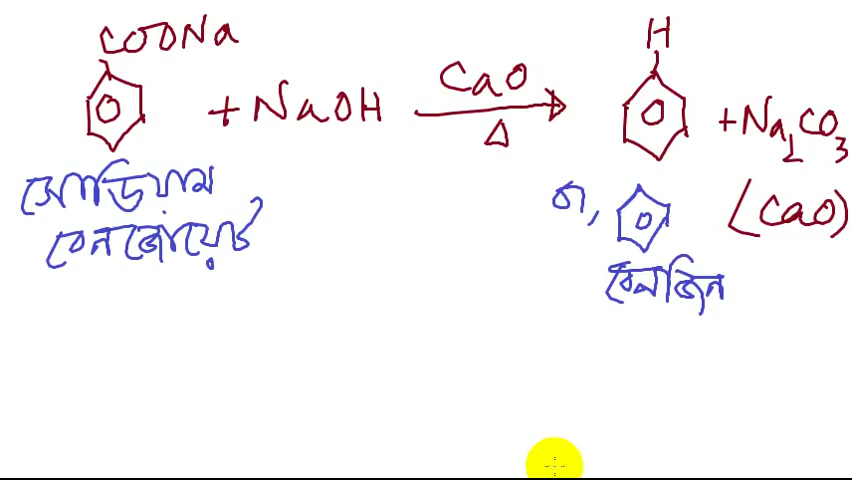 COONa
+ NaOH CaO Δ H + Na₂CO₃
সোডিয়াম বা, (CaO)
বেনজোয়েট
বেনজিন